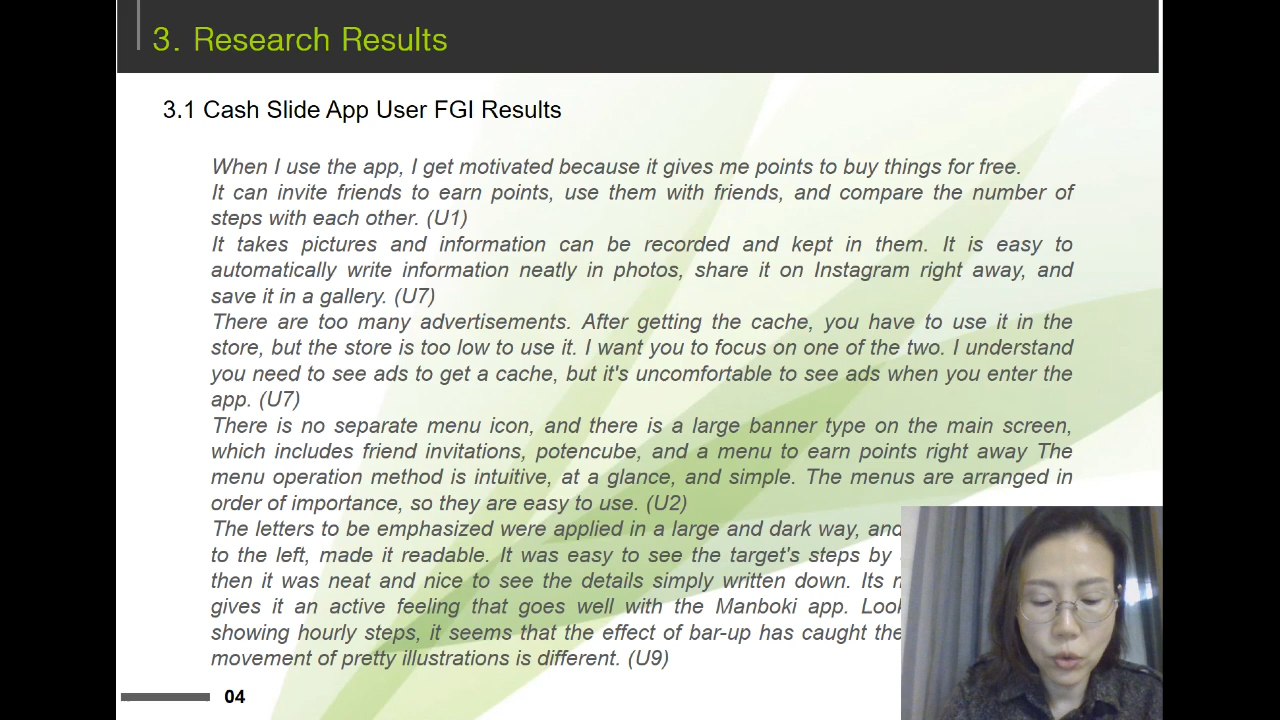 3. Research Results
3.1 Cash Slide App User FGI Results
When I use the app, I get motivated because it gives me points to buy things for free.
It can invite friends to earn points, use them with friends, and compare the number of
steps with each other. (U1)
It takes pictures and information can be recorded and kept in them. It is easy to
automatically write information neatly in photos, share it on Instagram right away, and
save it in a gallery. (U7)
There are too many advertisements. After getting the cache, you have to use it in the
store, but the store is too low to use it. I want you to focus on one of the two. I understand
you need to see ads to get a cache, but it's uncomfortable to see ads when you enter the
app. (U7)
There is no separate menu icon, and there is a large banner type on the main screen,
which includes friend invitations, potencube, and a menu to earn points right away The
menu operation method is intuitive, at a glance, and simple. The menus are arranged in
order of importance, so they are easy to use. (U2)
The letters to be emphasized were applied in a large and dark way, and
to the left, made it readable. It was easy to see the target's steps by
then it was neat and nice to see the details simply written down. Its
gives it an active feeling that goes well with the Manboki app.
showing hourly steps, it seems that the effect of bar-up has caught the
movement of pretty illustrations is different. (U9)
04